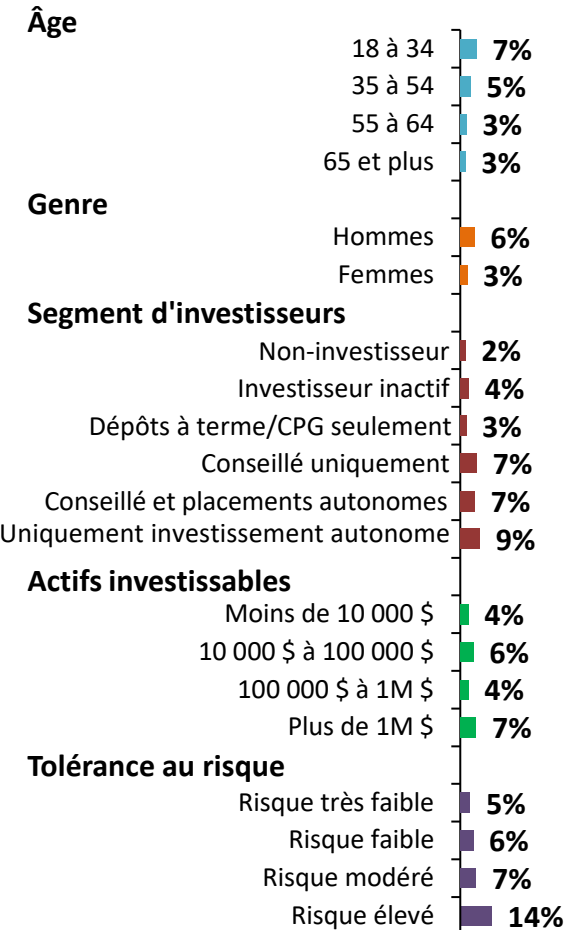 Âge
18 à 34 7%
35 à 54 5%
55 à 64 3%
65 et plus 3%
Genre
Hommes 6%
Femmes 3%
Segment d'investisseurs
Non-investisseur 2%
Investisseur inactif 4%
Dépôts à terme/CPG seulement 3%
Conseillé uniquement 7%
Conseillé et placements autonomes 7%
Uniquement investissement autonome 9%
Actifs investissables
Moins de 10 000 $ 4%
10 000 $ à 100 000 $ 6%
100 000 $ à 1M $ 4%
Plus de 1M $ 7%
Tolérance au risque
Risque très faible 5%
Risque faible 6%
Risque modéré 7%
Risque élevé 14%